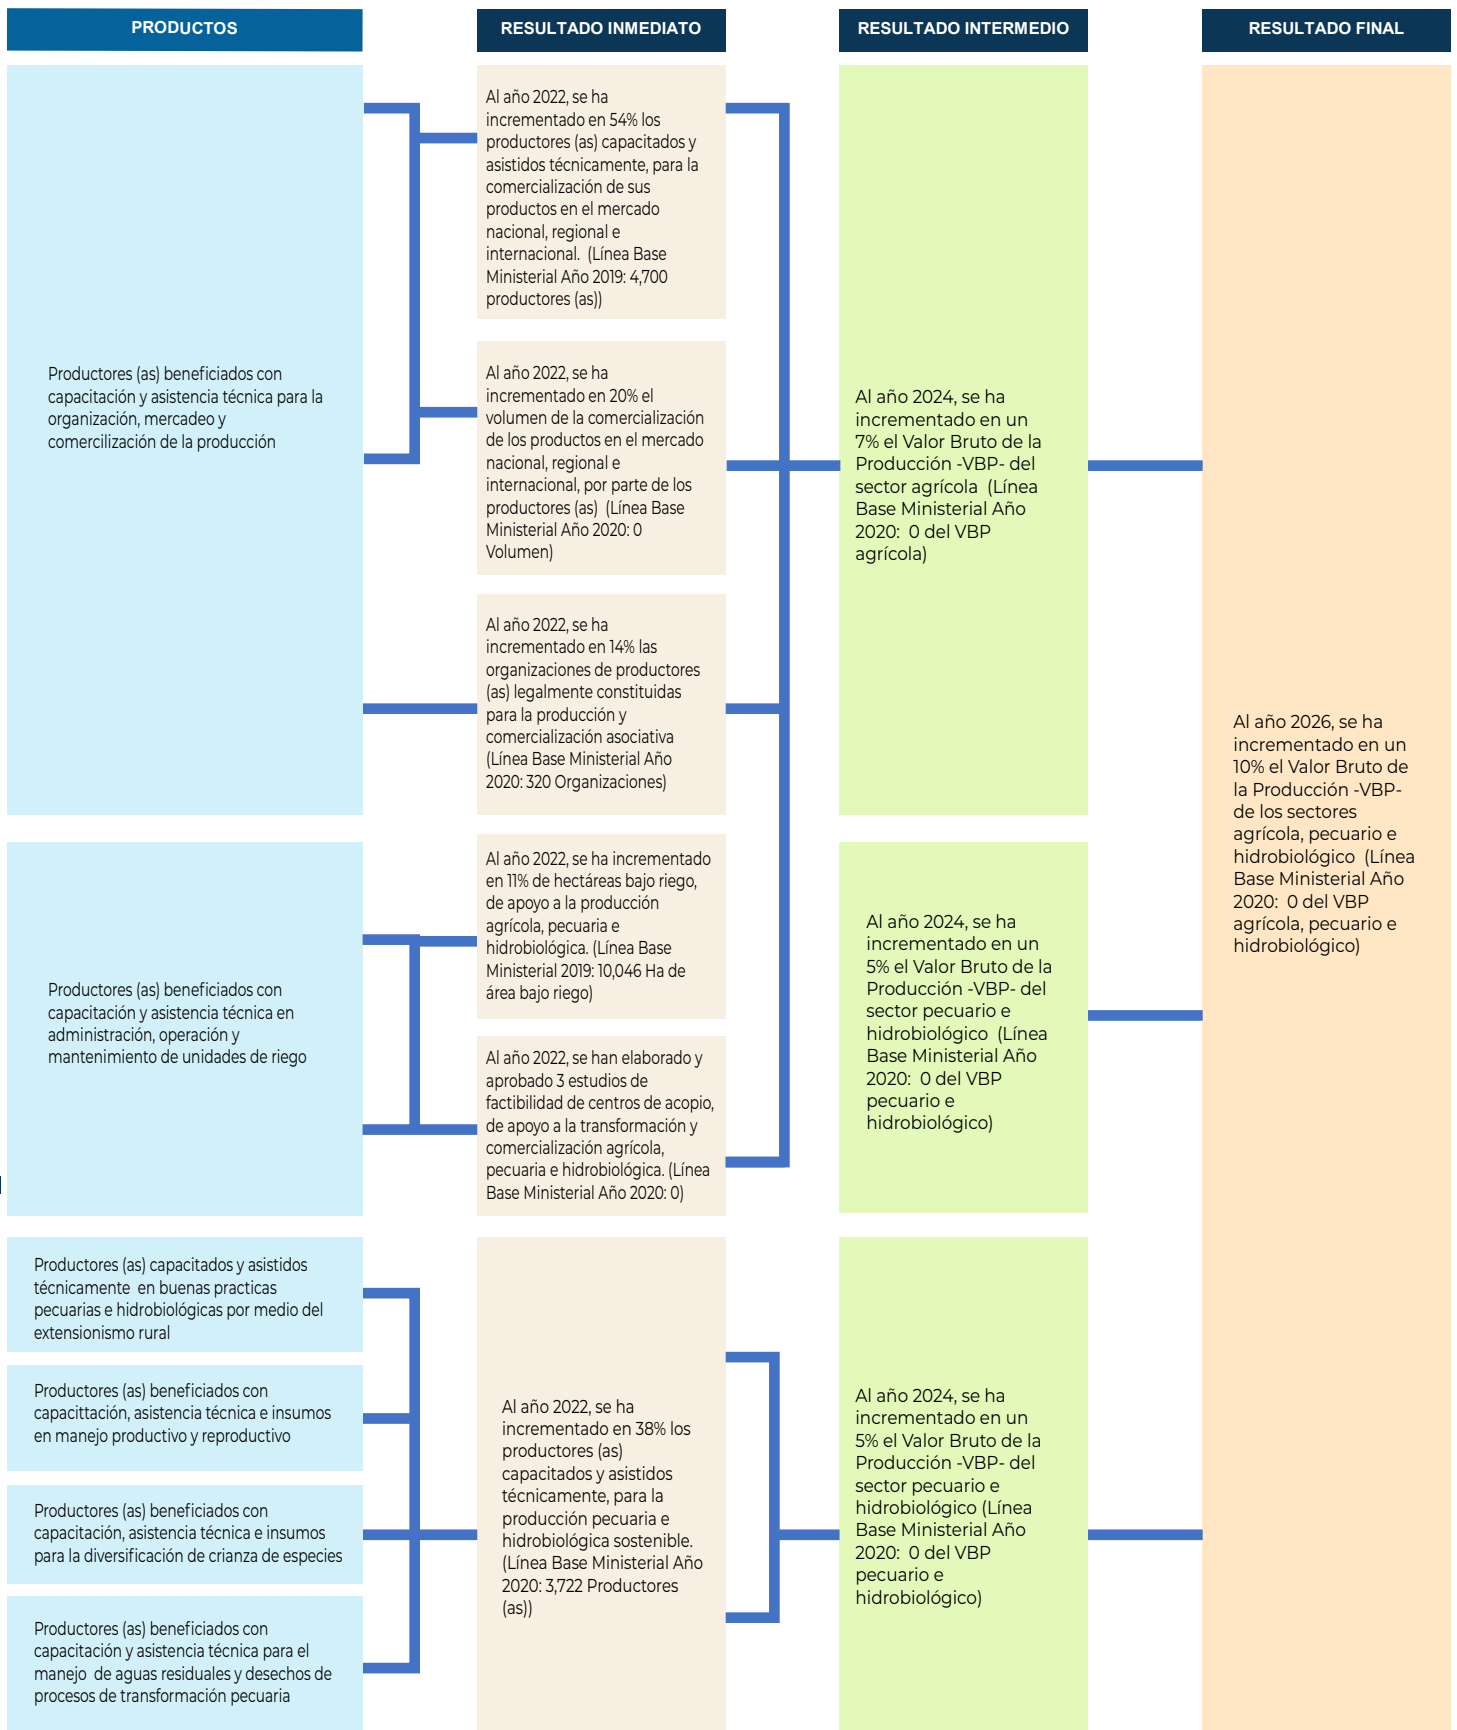 PRODUCTOS
RESULTADO INMEDIATO
RESULTADO INTERMEDIO
RESULTADO FINAL
Productores (as) beneficiados con
capacitación y asistencia técnica para la
organización, mercadeo y
comercilización de la producción
Al año 2022, se ha
incrementado en 54% los
productores (as) capacitados y
asistidos técnicamente, para la
comercialización de sus
productos en el mercado
nacional, regional e
internacional.  (Línea Base
Ministerial Año 2019: 4,700
productores (as))
Al año 2022, se ha
incrementado en 20% el
volumen de la comercialización
de los productos en el mercado
nacional, regional e
internacional, por parte de los
productores (as)  (Línea Base
Ministerial Año 2020: 0
Volumen)
Al año 2022, se ha
incrementado en 14% las
organizaciones de productores
(as) legalmente constituidas
para la producción y
comercialización asociativa
(Línea Base Ministerial Año
2020: 320 Organizaciones)
Al año 2024, se ha
incrementado en un
7% el Valor Bruto de la
Producción -VBP- del
sector agrícola  (Línea
Base Ministerial Año
2020:  0 del VBP
agrícola)
Al año 2026, se ha
incrementado en un
10% el Valor Bruto de
la Producción -VBP-
de los sectores
agrícola, pecuario e
hidrobiológico  (Línea
Base Ministerial Año
2020:  0 del VBP
agrícola, pecuario e
hidrobiológico)
Productores (as) beneficiados con
capacitación y asistencia técnica en
administración, operación y
mantenimiento de unidades de riego
Al año 2022, se ha incrementado
en 11% de hectáreas bajo riego,
de apoyo a la producción
agrícola, pecuaria e
hidrobiológica. (Línea Base
Ministerial 2019: 10,046 Ha de
área bajo riego)
Al año 2022, se han elaborado y
aprobado 3 estudios de
factibilidad de centros de acopio,
de apoyo a la transformación y
comercialización agrícola,
pecuaria e hidrobiológica. (Línea
Base Ministerial Año 2020: 0)
Al año 2024, se ha
incrementado en un
5% el Valor Bruto de la
Producción -VBP- del
sector pecuario e
hidrobiológico  (Línea
Base Ministerial Año
2020:  0 del VBP
pecuario e
hidrobiológico)
Productores (as) capacitados y asistidos
técnicamente  en buenas practicas
pecuarias e hidrobiológicas por medio del
extensionismo rural
Productores (as) beneficiados con
capacittación, asistencia técnica e insumos
en manejo productivo y reproductivo
Productores (as) beneficiados con
capacitación, asistencia técnica e insumos
para la diversificación de crianza de especies
Productores (as) beneficiados con
capacitación y asistencia técnica para el
manejo  de aguas residuales y desechos de
procesos de transformación pecuaria
Al año 2022, se ha
incrementado en 38% los
productores (as)
capacitados y asistidos
técnicamente, para la
producción pecuaria e
hidrobiológica sostenible.
(Línea Base Ministerial Año
2020: 3,722 Productores
(as))
Al año 2024, se ha
incrementado en un
5% el Valor Bruto de la
Producción -VBP- del
sector pecuario e
hidrobiológico (Línea
Base Ministerial Año
2020:  0 del VBP
pecuario e
hidrobiológico)